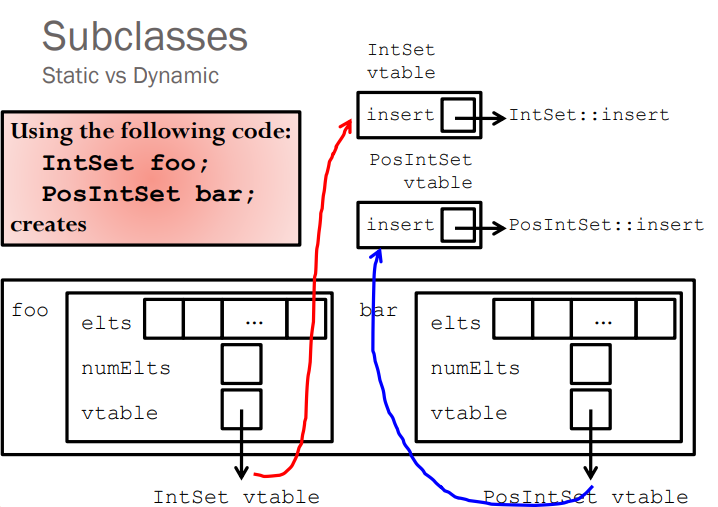 Subclasses
Static vs Dynamic
Using the following code:
IntSet foo;
PosIntSet bar;
creates
IntSet
vtable
insert
IntSet::insert
PosIntSet
vtable
insert
PosIntSet::insert
foo
elts
...
numElts
vtable
IntSet vtable
bar
elts
...
numElts
vtable
PosIntSet vtable